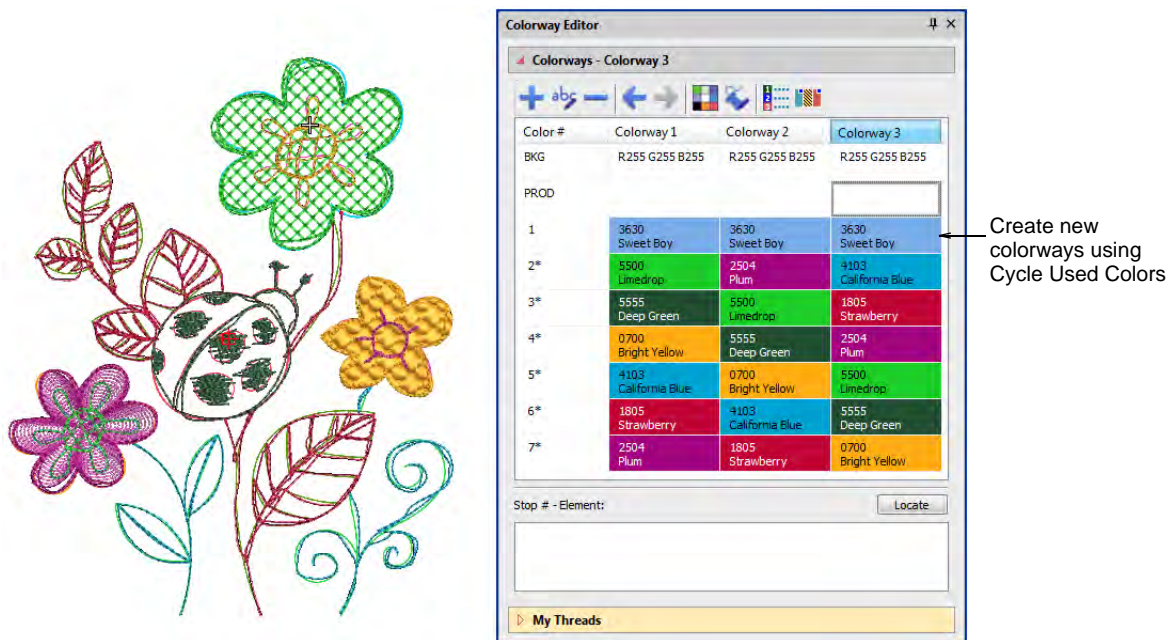 Colorway Editor
Colorways - Colorway 3
abc
1
2
3
Color # Colorway 1 Colorway 2 Colorway 3
BKG R255 G255 B255 R255 G255 B255 R255 G255 B255
PROD
1 3630 3630 3630
Sweet Boy Sweet Boy Sweet Boy
2* 5500 2504 4103
Limedrop Plum California Blue
3* 5555 5500 1805
Deep Green Limedrop Strawberry
4* 0700 5555 2504
Bright Yellow Deep Green Plum
5* 4103 0700 5500
California Blue Bright Yellow Limedrop
6* 1805 4103 5555
Strawberry California Blue Deep Green
7* 2504 1805 0700
Plum Strawberry Bright Yellow
Stop # - Element: Locate
My Threads
Create new
colorways using
Cycle Used Colors